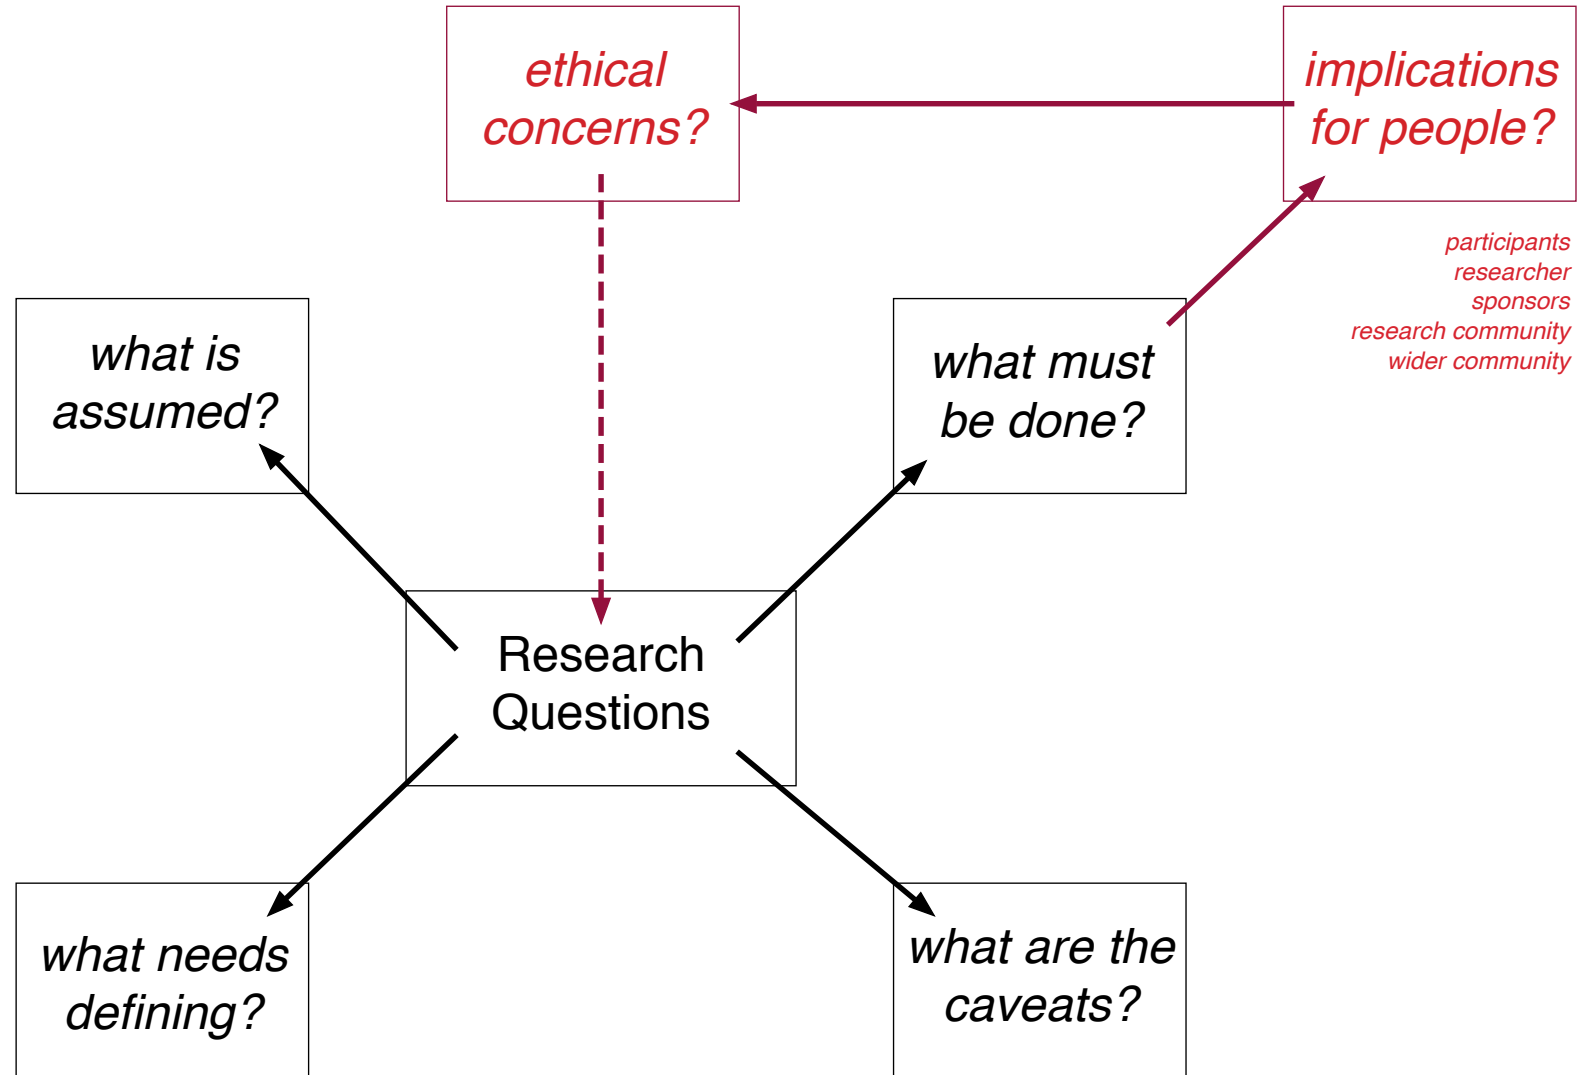 ethical
concerns?
implications
for people?
participants
researcher
sponsors
research community
wider community
what is
assumed?
what must
be done?
Research
Questions
what needs
defining?
what are the
caveats?